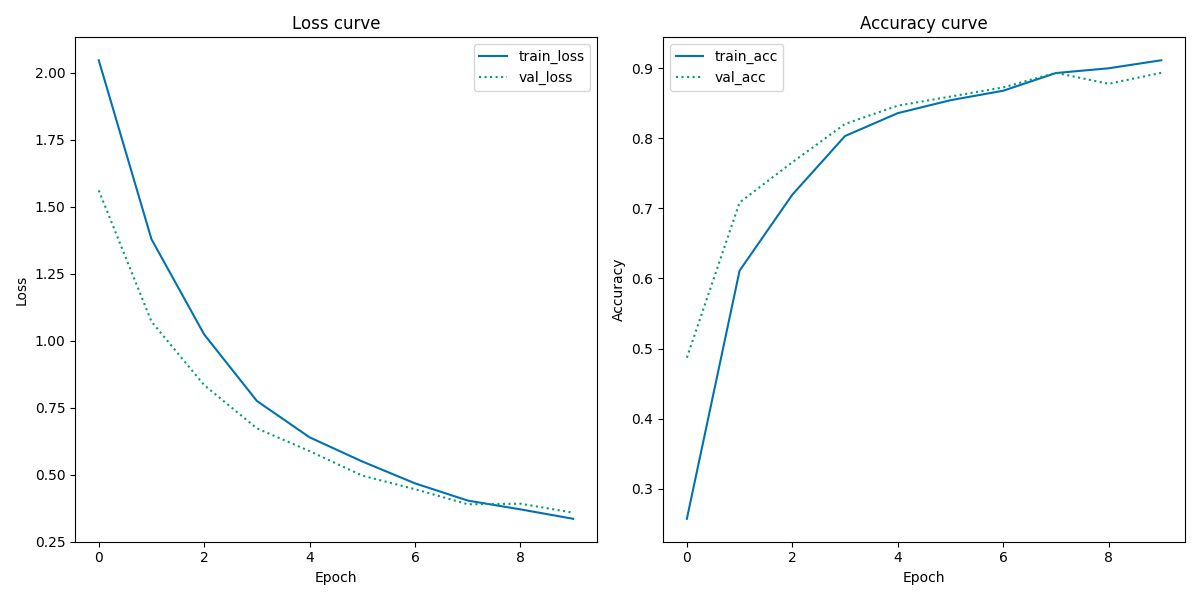 Loss curve
train_loss
val_loss
2.00
1.75
1.50
1.25
1.00
0.75
0.50
0.25
Loss
0 2 4 6 8
Epoch
Accuracy curve
train_acc
val_acc
0.9
0.8
0.7
0.6
0.5
0.4
0.3
Accuracy
0 2 4 6 8
Epoch